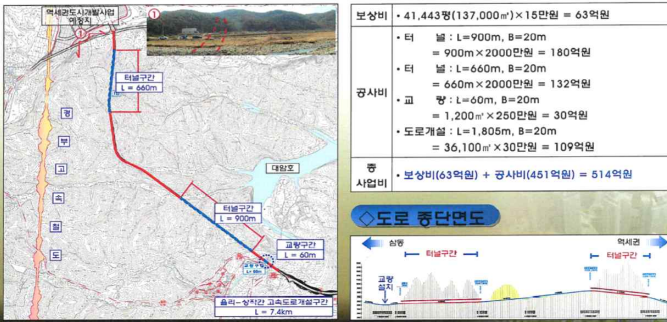 역세권도시개발사업
예정지
①
①
터널구간
L = 660m
경
부
고
속
철
도
대암호
터널구간
L = 900m
교량구간
L = 60m
율리-삼작간 고속도로개설구간
L = 7.4km
보상비
• 41,443평(137,000㎡)×15만원 = 63억원
공사비
• 터 널 : L=900m, B=20m
= 900m×2000만원 = 180억원
• 터 널 : L=660m, B=20m
= 660m×2000만원 = 132억원
• 교 량 : L=60m, B=20m
= 1,200㎡×250만원 = 30억원
• 도로개설 : L=1,805m, B=20m
= 36,100㎡×30만원 = 109억원
총
사업비
• 보상비(63억원) + 공사비(451억원) = 514억원
◇도로 종단면도
삼동
역세권
터널구간
터널구간
교량
설치